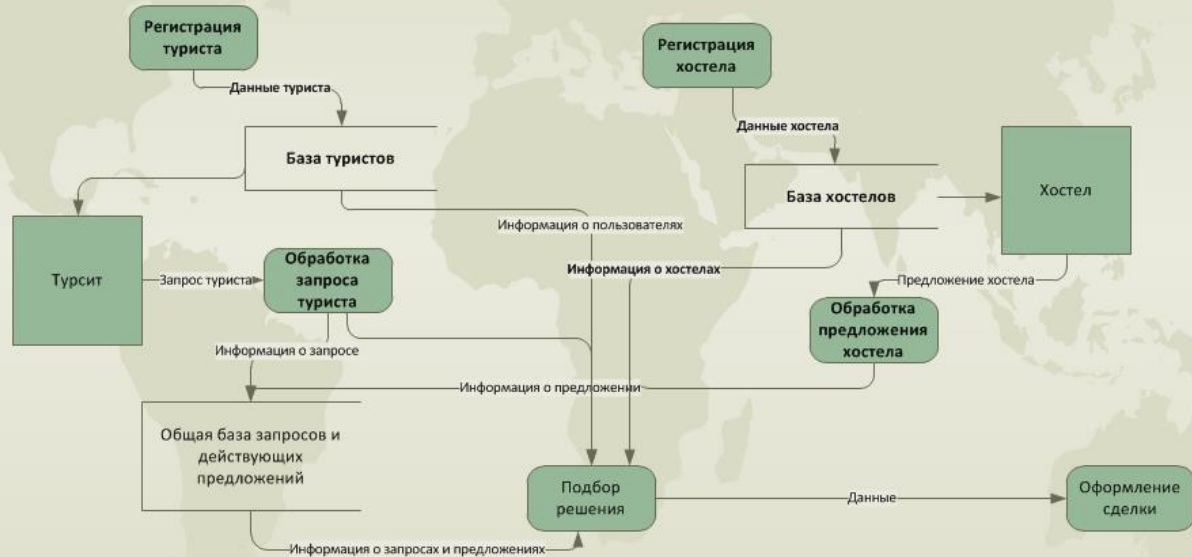 Регистрация
туриста
Регистрация
хостела
Данные туриста
Данные хостела
База туристов
База хостелов
Хостел
Информация о пользователях
Турсит
Запрос туриста
Обработка
запроса
туриста
Информация о хостелах
Предложение хостела
Обработка
предложения
хостела
Информация о запросе
Информация о предложении
Общая база запросов и
действующих
предложений
Подбор
решения
Данные
Оформление
сделки
Информация о запросах и предложениях